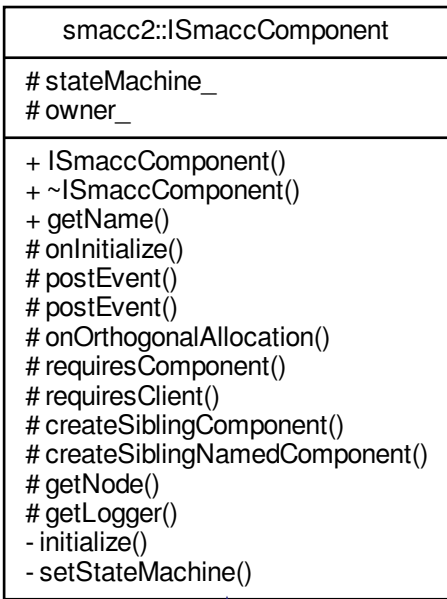 smacc2::ISmaccComponent
# stateMachine_
# owner_
+ ISmaccComponent()
+ ~ISmaccComponent()
+ getName()
# onInitialize()
# postEvent()
# postEvent()
# onOrthogonalAllocation()
# requiresComponent()
# requiresClient()
# createSiblingComponent()
# createSiblingNamedComponent()
# getNode()
# getLogger()
- initialize()
- setStateMachine()